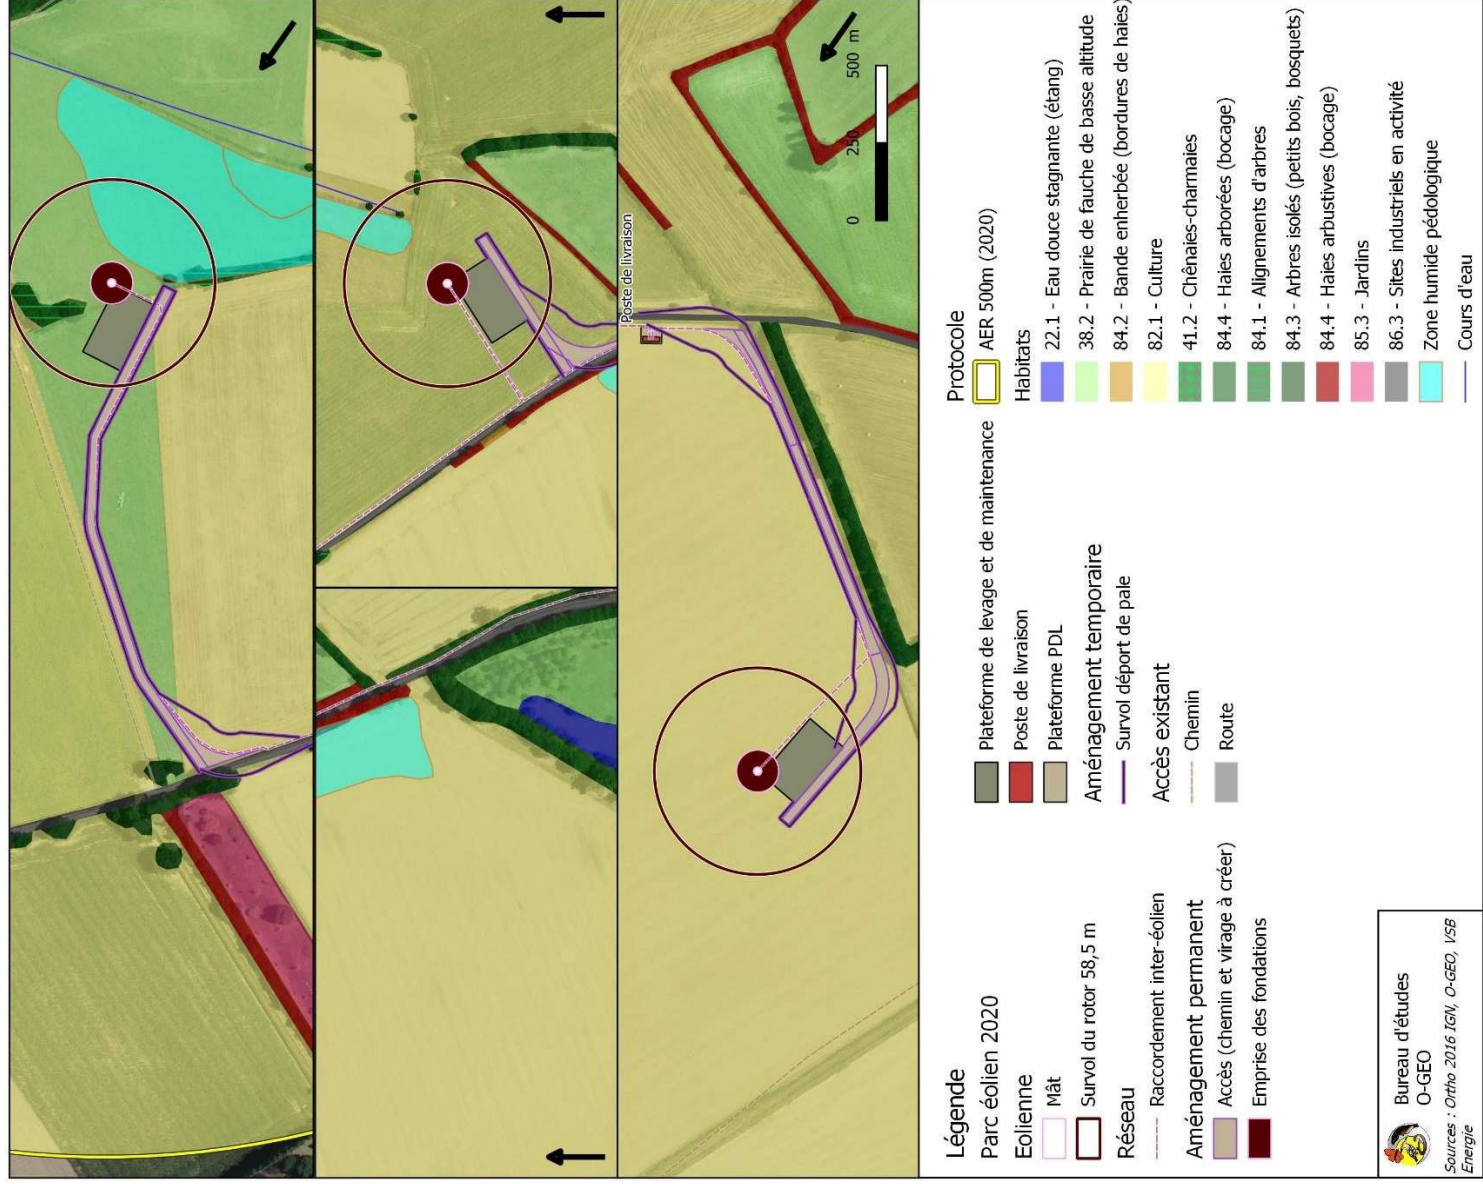 Poste de livraison
0
250
500 m
Légende
Parc éolien 2020
Eolienne
Mât
Survol du rotor 58,5 m
Réseau
Raccordement inter-éolien
Aménagement permanent
Accès (chemin et virage à créer)
Emprise des fondations
Plateforme de levage et de maintenance
Poste de livraison
Plateforme PDL
Aménagement temporaire
Survol déport de pale
Accès existant
Chemin
Route
Protocole
AER 500m (2020)
Habitats
22.1 - Eau douce stagnante (étang)
38.2 - Prairie de fauche de basse altitude
84.2 - Bande enherbée (bordures de haies)
82.1 - Culture
41.2 - Chênaies-charmaies
84.4 - Haies arborées (bocage)
84.1 - Alignements d'arbres
84.3 - Arbres isolés (petits bois, bosquets)
84.4 - Haies arbustives (bocage)
85.3 - Jardins
86.3 - Sites industriels en activité
Zone humide pédologique
Cours d'eau
Bureau d'études
O-GEO
Sources : Ortho 2016 IGN, O-GEO, VSB
Energie